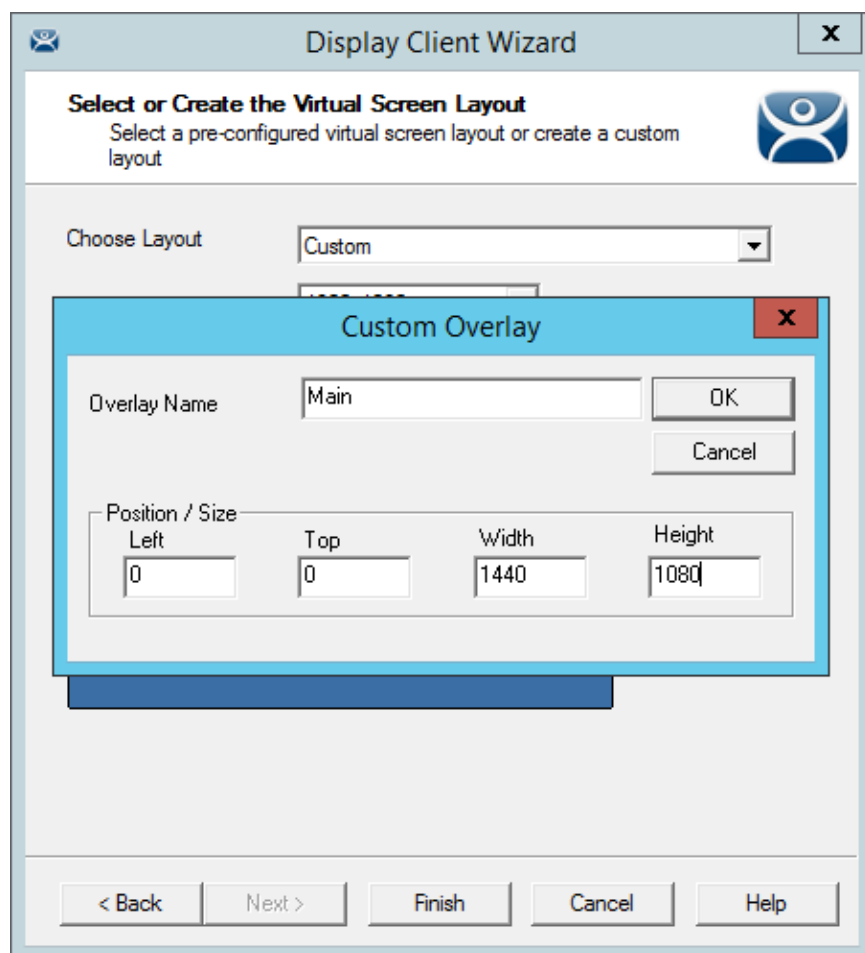 Display Client Wizard
x
Select or Create the Virtual Screen Layout
Select a pre-configured virtual screen layout or create a custom
layout
Choose Layout
Custom
Custom Overlay
x
Overlay Name
Main
OK
Cancel
Position / Size
Left
Top
Width
Height
0
0
1440
1080
< Back
Next >
Finish
Cancel
Help